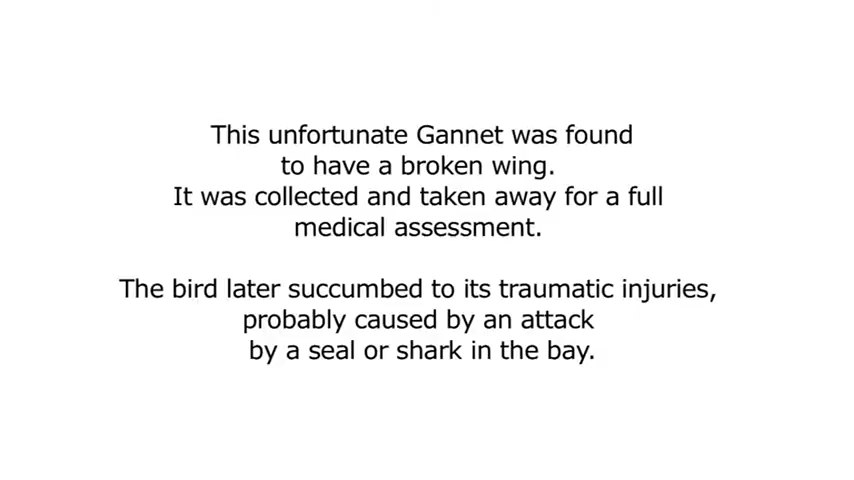 This unfortunate Gannet was found
to have a broken wing.
It was collected and taken away for a full
medical assessment.
The bird later succumbed to its traumatic injuries,
probably caused by an attack
by a seal or shark in the bay.